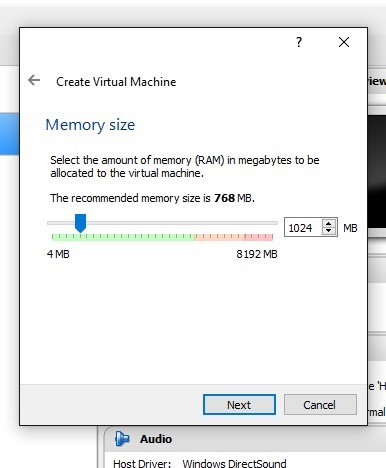 ?
Create Virtual Machine
Memory size
Select the amount of memory (RAM) in megabytes to be
allocated to the virtual machine.
The recommended memory size is 768 MB.
1024 MB
4 MB 8192 MB
Next Cancel
Audio
Host Driver: Windows DirectSound